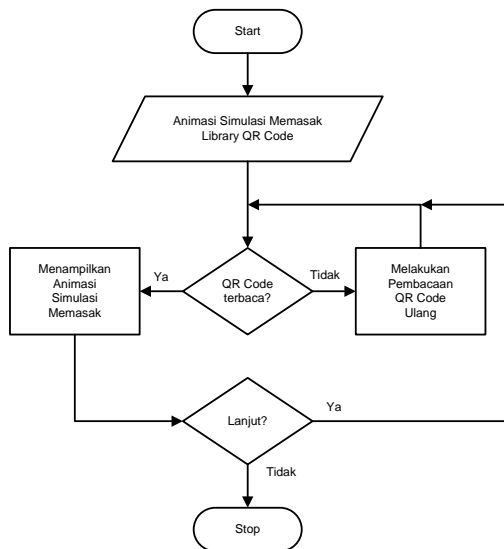 Start
Animasi Simulasi Memasak
Library QR Code
QR Code
terbaca?
Ya
Tidak
Menampilkan
Animasi
Simulasi
Memasak
Melakukan
Pembacaan
QR Code
Ulang
Lanjut?
Ya
Tidak
Stop